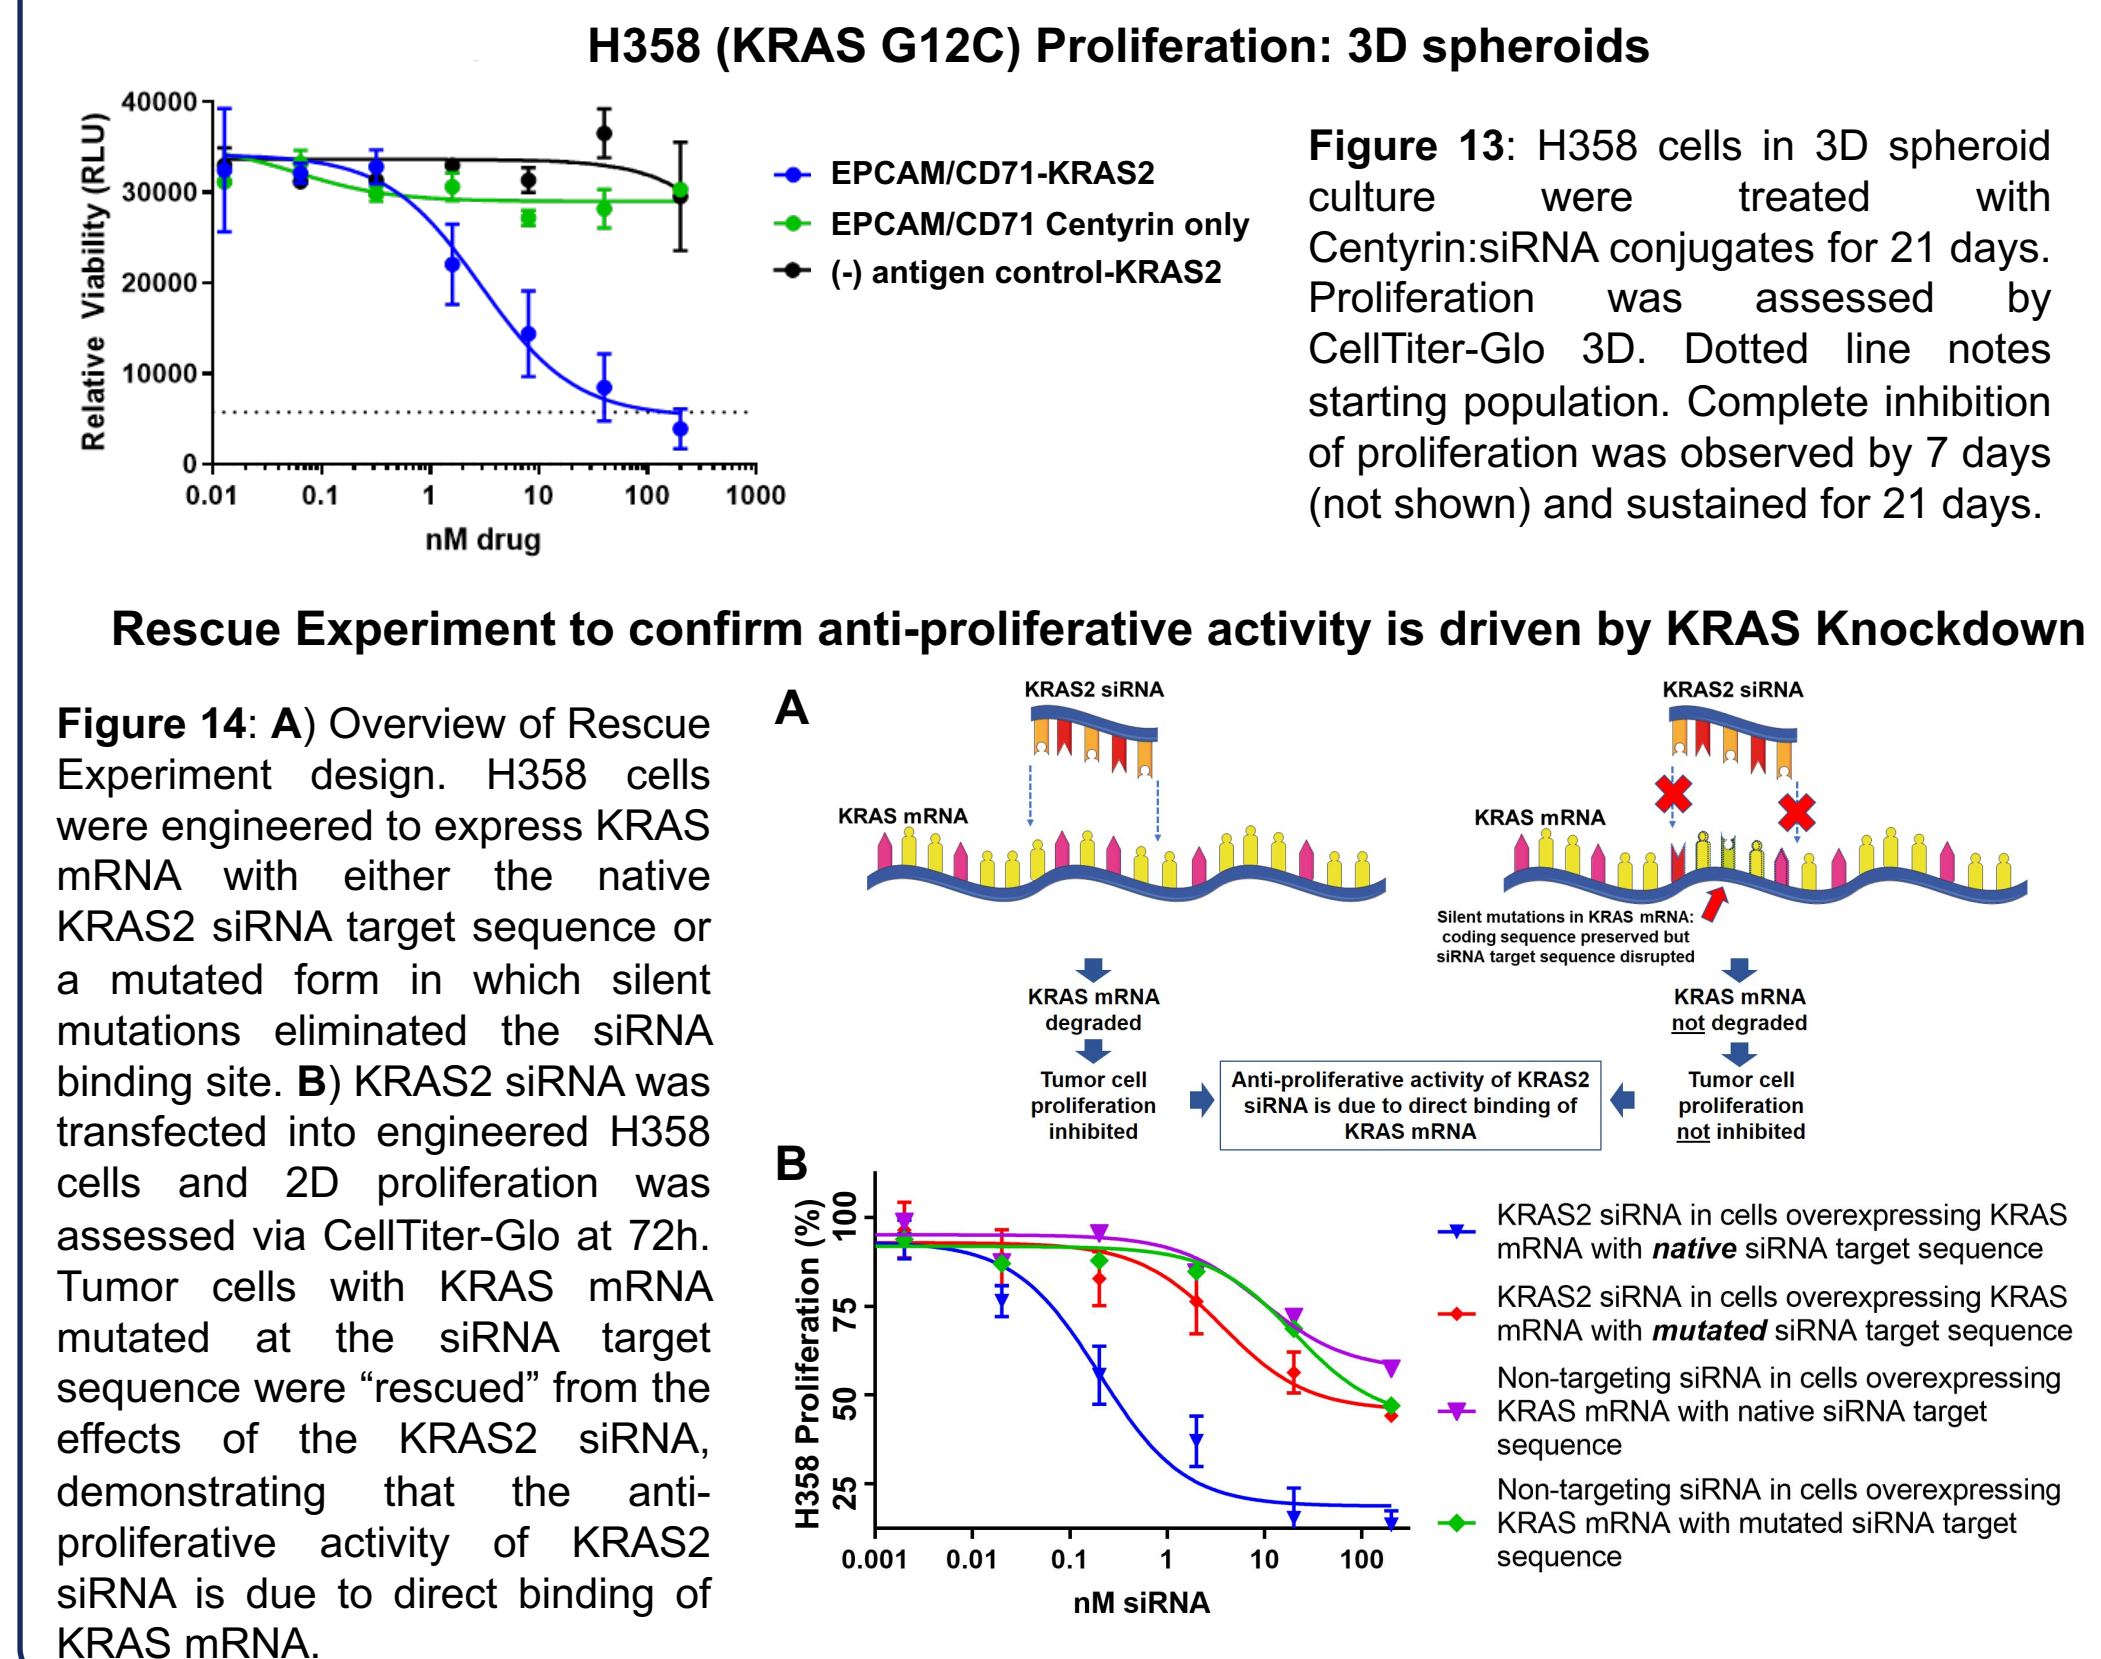 H358 (KRAS G12C) Proliferation: 3D spheroids
40000
30000
20000
10000
0
Relative Viability (RLU)
0.01
0.1
1
10
100
1000
nM drug
EPCAM/CD71-KRAS2
EPCAM/CD71 Centyrin only
(-) antigen control-KRAS2
Figure 13: H358 cells in 3D spheroid
culture were treated with
Centyrin:siRNA conjugates for 21 days.
Proliferation was assessed by
CellTiter-Glo 3D. Dotted line notes
starting population. Complete inhibition
of proliferation was observed by 7 days
(not shown) and sustained for 21 days.
Rescue Experiment to confirm anti-proliferative activity is driven by KRAS Knockdown
Figure 14: A) Overview of Rescue
Experiment design. H358 cells
were engineered to express KRAS
mRNA with either the native
KRAS2 siRNA target sequence or
a mutated form in which silent
mutations eliminated the siRNA
binding site. B) KRAS2 siRNA was
transfected into engineered H358
cells and 2D proliferation was
assessed via CellTiter-Glo at 72h.
Tumor cells with KRAS mRNA
mutated at the siRNA target
sequence were “rescued” from the
effects of the KRAS2 siRNA,
demonstrating that the anti-
proliferative activity of KRAS2
siRNA is due to direct binding of
KRAS mRNA.
A
KRAS2 siRNA
KRAS mRNA
KRAS mRNA
degraded
Tumor cell
proliferation
inhibited
KRAS2 siRNA
KRAS mRNA
Silent mutations in KRAS mRNA:
coding sequence preserved but
siRNA target sequence disrupted
KRAS mRNA
not degraded
Tumor cell
proliferation
not inhibited
Anti-proliferative activity of KRAS2
siRNA is due to direct binding of
KRAS mRNA
B
H358 Proliferation (%)
100
75
50
25
0.001
0.01
0.1
1
10
100
nM siRNA
KRAS2 siRNA in cells overexpressing KRAS
mRNA with native siRNA target sequence
KRAS2 siRNA in cells overexpressing KRAS
mRNA with mutated siRNA target sequence
Non-targeting siRNA in cells overexpressing
KRAS mRNA with native siRNA target
sequence
Non-targeting siRNA in cells overexpressing
KRAS mRNA with mutated siRNA target
sequence